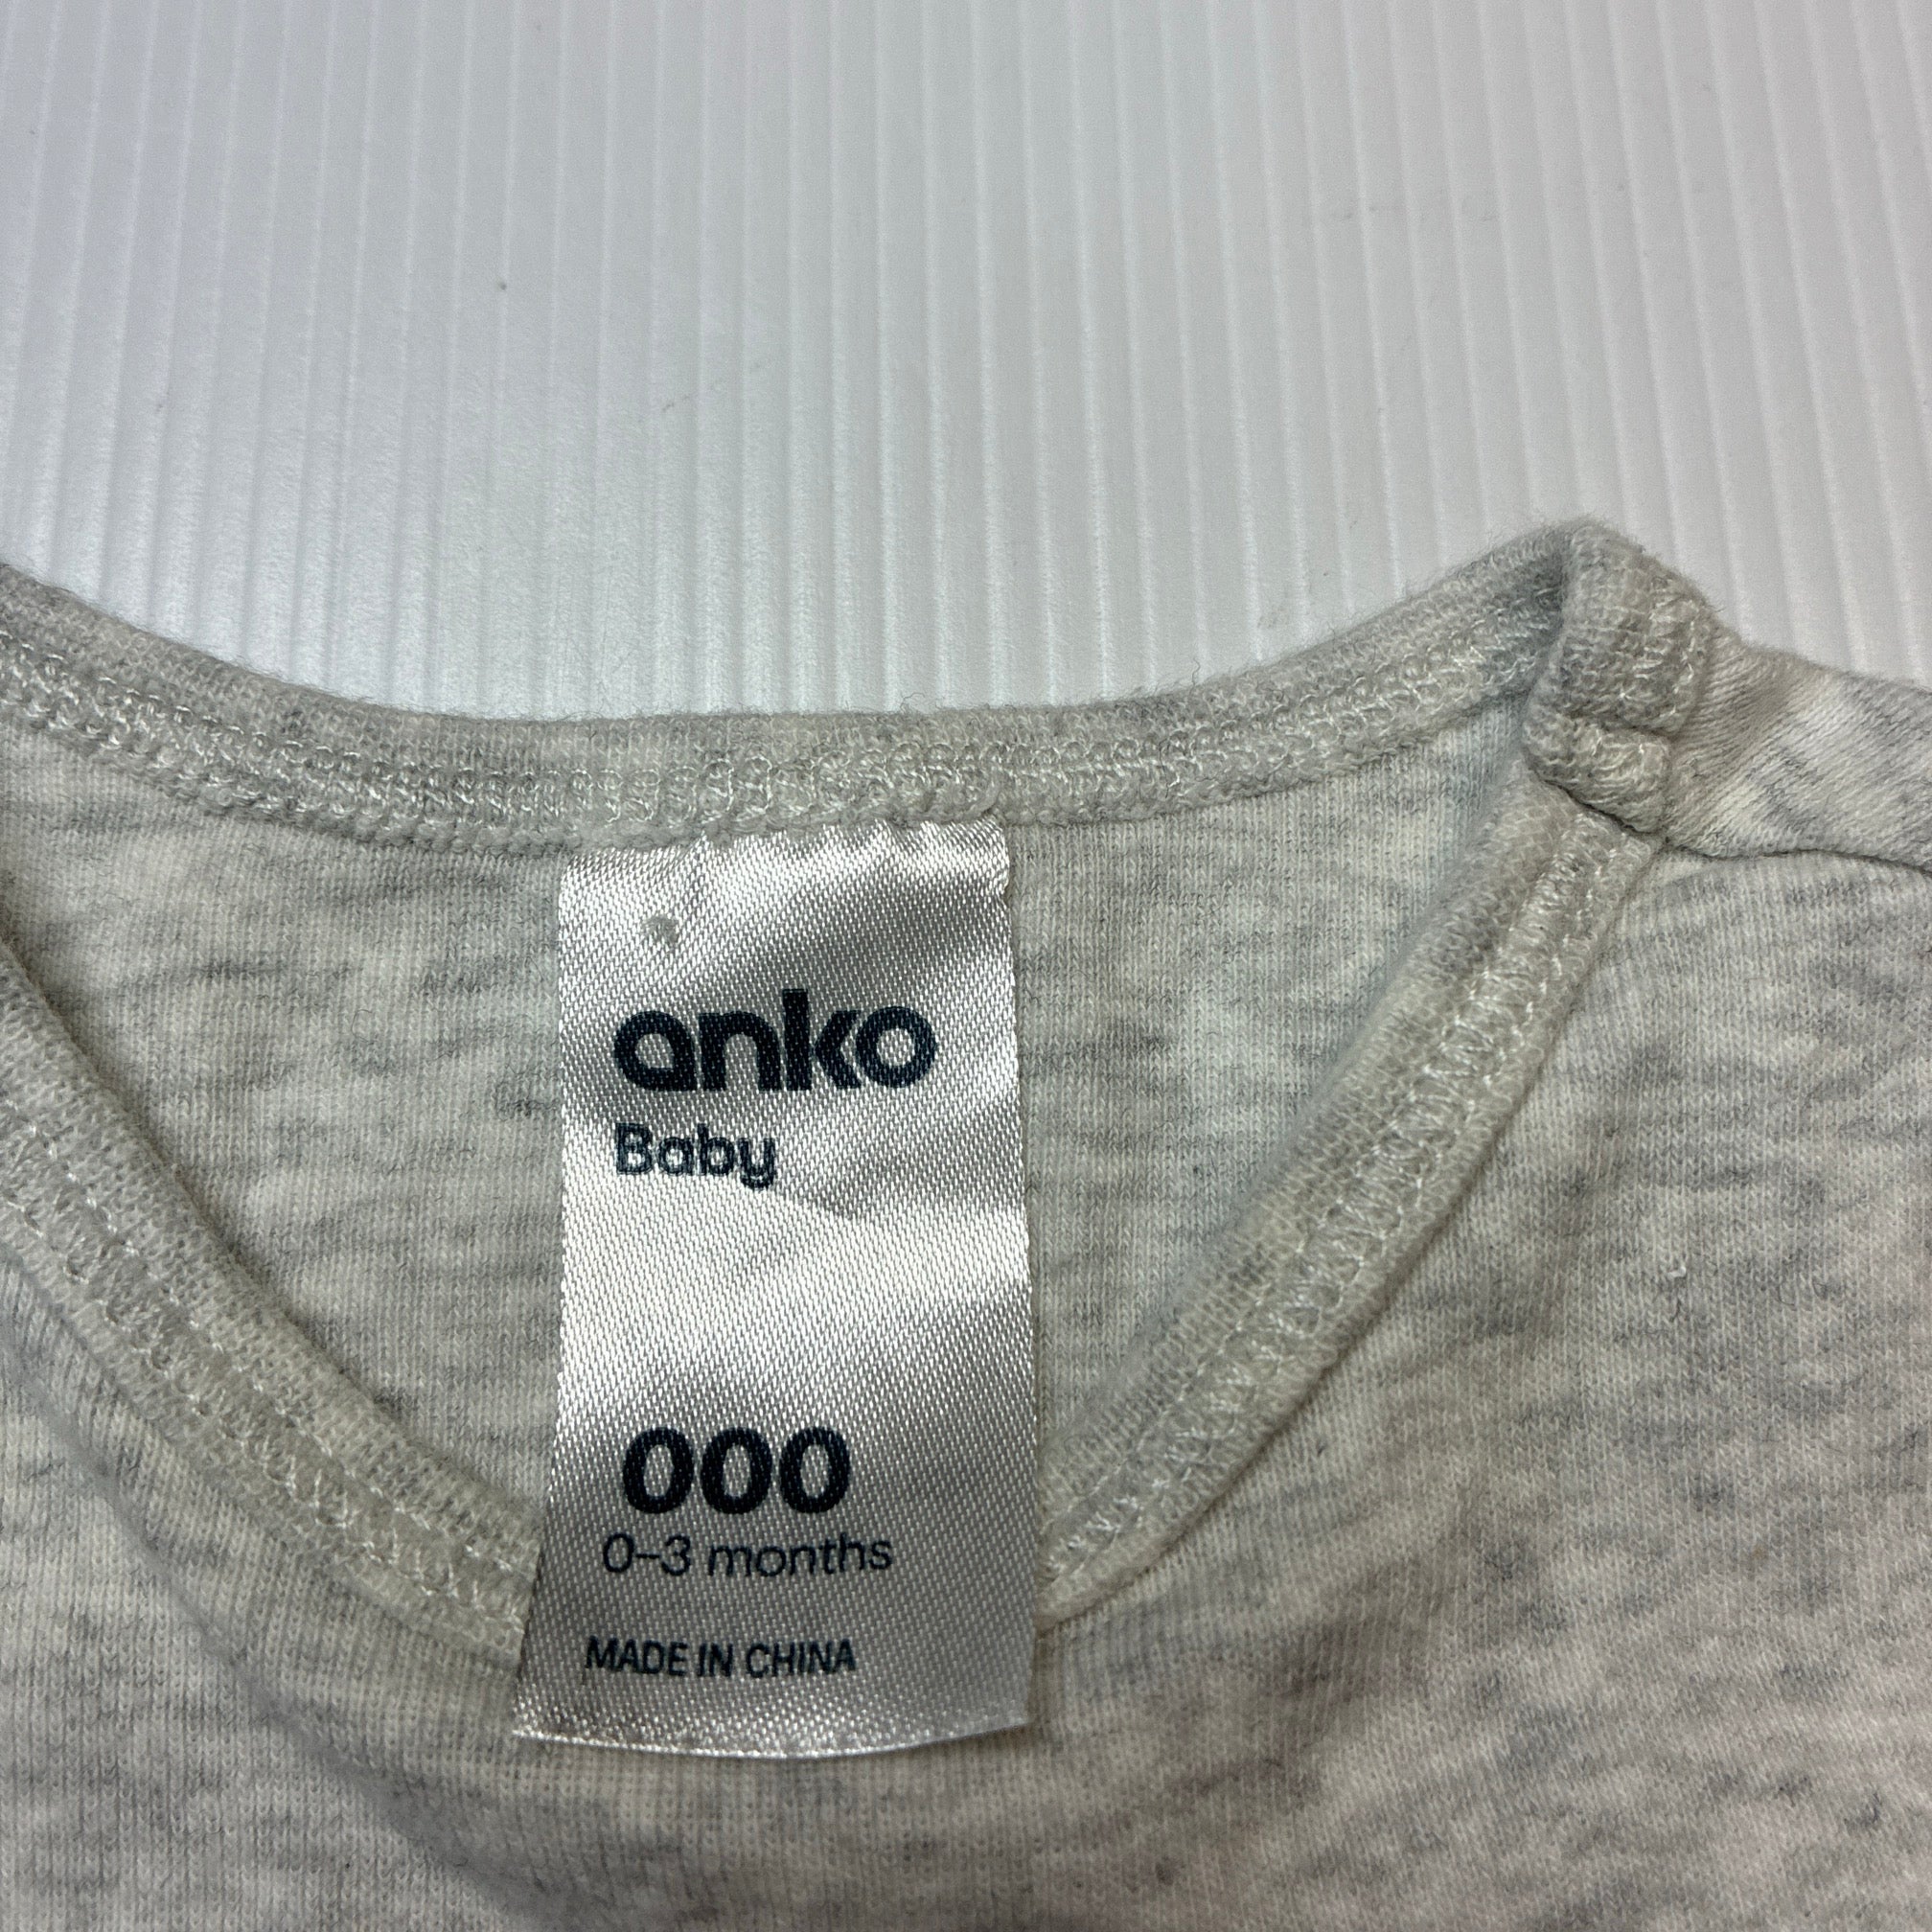 anko
Baby
000
0-3 months
MADE IN CHINA